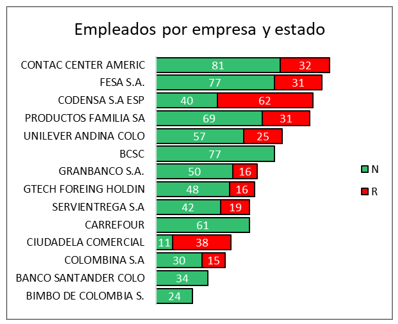 Empleados por empresa y estado
CONTAC CENTER AMERIC 81 32
FESA S.A. 77 31
CODENSA S.A ESP 40 62
PRODUCTOS FAMILIA SA 69 31
UNILEVER ANDINA COLO 57 25
BCSC 77
GRANBANCO S.A. 50 16
GTECH FOREING HOLDIN 48 16
SERVIENTREGA S.A 42 19
CARREFOUR 61
CIUDADELA COMERCIAL 11 38
COLOMBINA S.A 30 15
BANCO SANTANDER COLO 34
BIMBO DE COLOMBIA S. 24
N
R